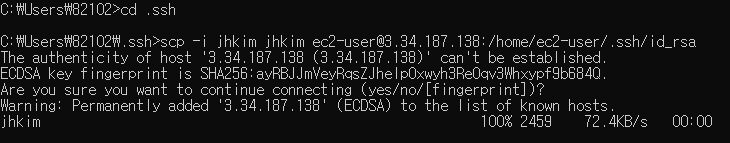 C:\Users\82102>cd .ssh
C:\Users\82102\.ssh>scp -i jhkim jhkim ec2-user@3.34.187.138:/home/ec2-user/.ssh/id_rsa
The authenticity of host '3.34.187.138 (3.34.187.138)' can't be established.
ECDSA key fingerprint is SHA256:ayRBJJmVeyRqsZJhelpOxwyh3ReOqv3Whxypf9b684Q.
Are you sure you want to continue connecting (yes/no/[fingerprint])?
Warning: Permanently added '3.34.187.138' (ECDSA) to the list of known hosts.
jhkim 100% 2459 72.4KB/s 00:00